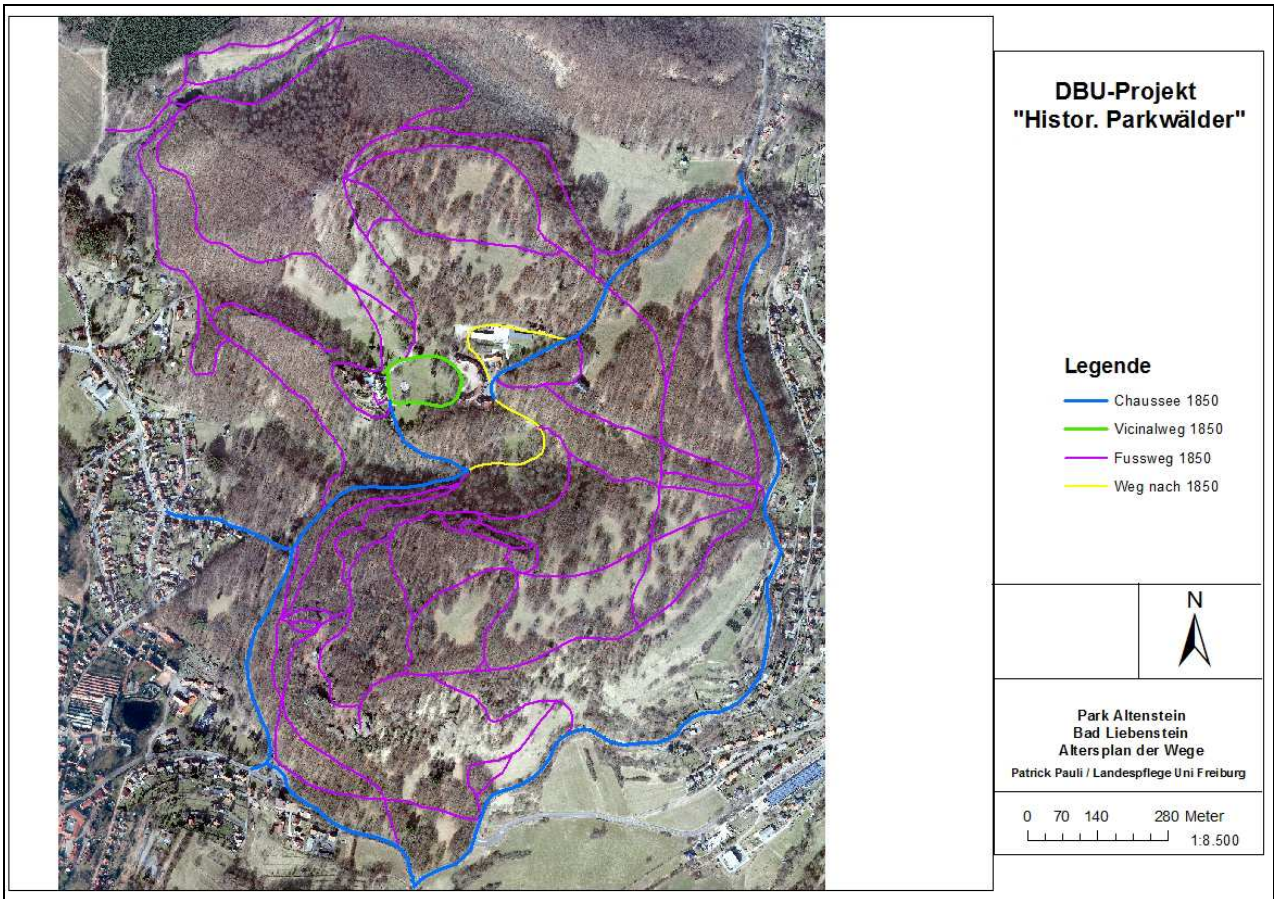 DBU-Projekt
"Histor. Parkwälder"
Legende
Chaussee 1850
Vicinalweg 1850
Fussweg 1850
Weg nach 1850
N
Park Altenstein
Bad Liebenstein
Altersplan der Wege
Patrick Pauli / Landespflege Uni Freiburg
0 70 140 280 Meter
1:8.500